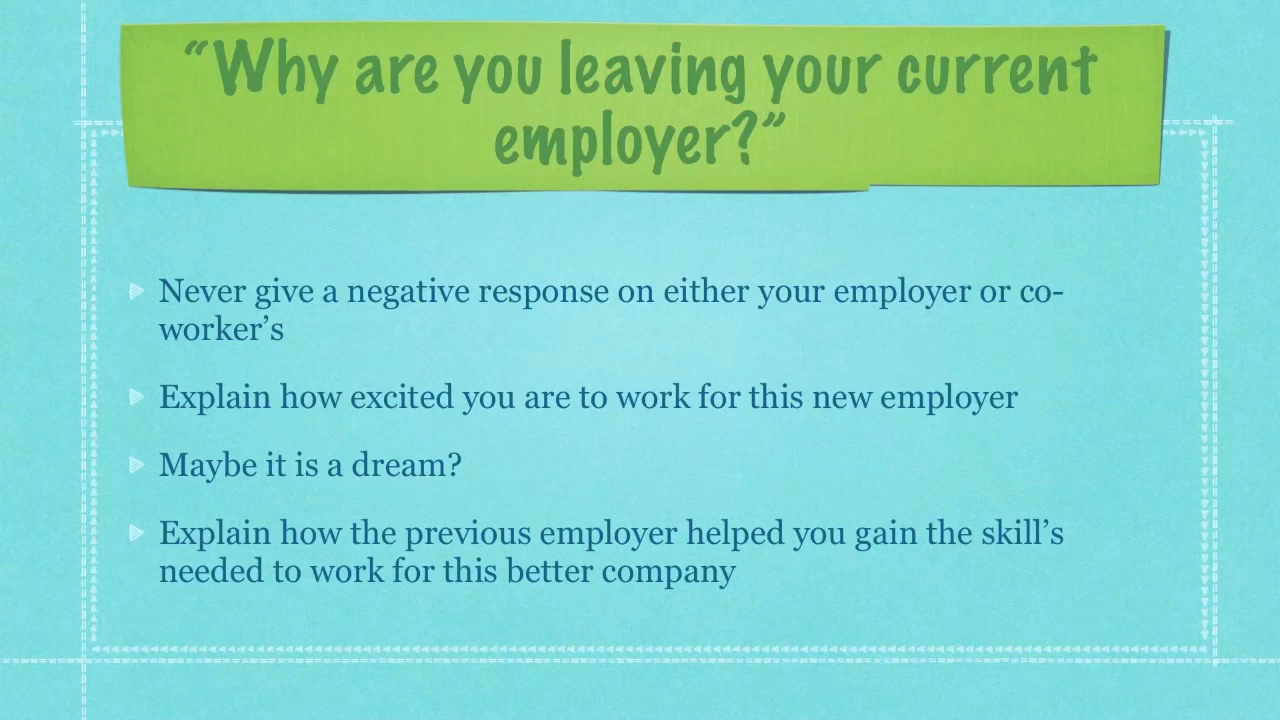 “Why are you leaving your current
employer?”
Never give a negative response on either your employer or co-
worker’s
Explain how excited you are to work for this new employer
Maybe it is a dream?
Explain how the previous employer helped you gain the skill’s
needed to work for this better company